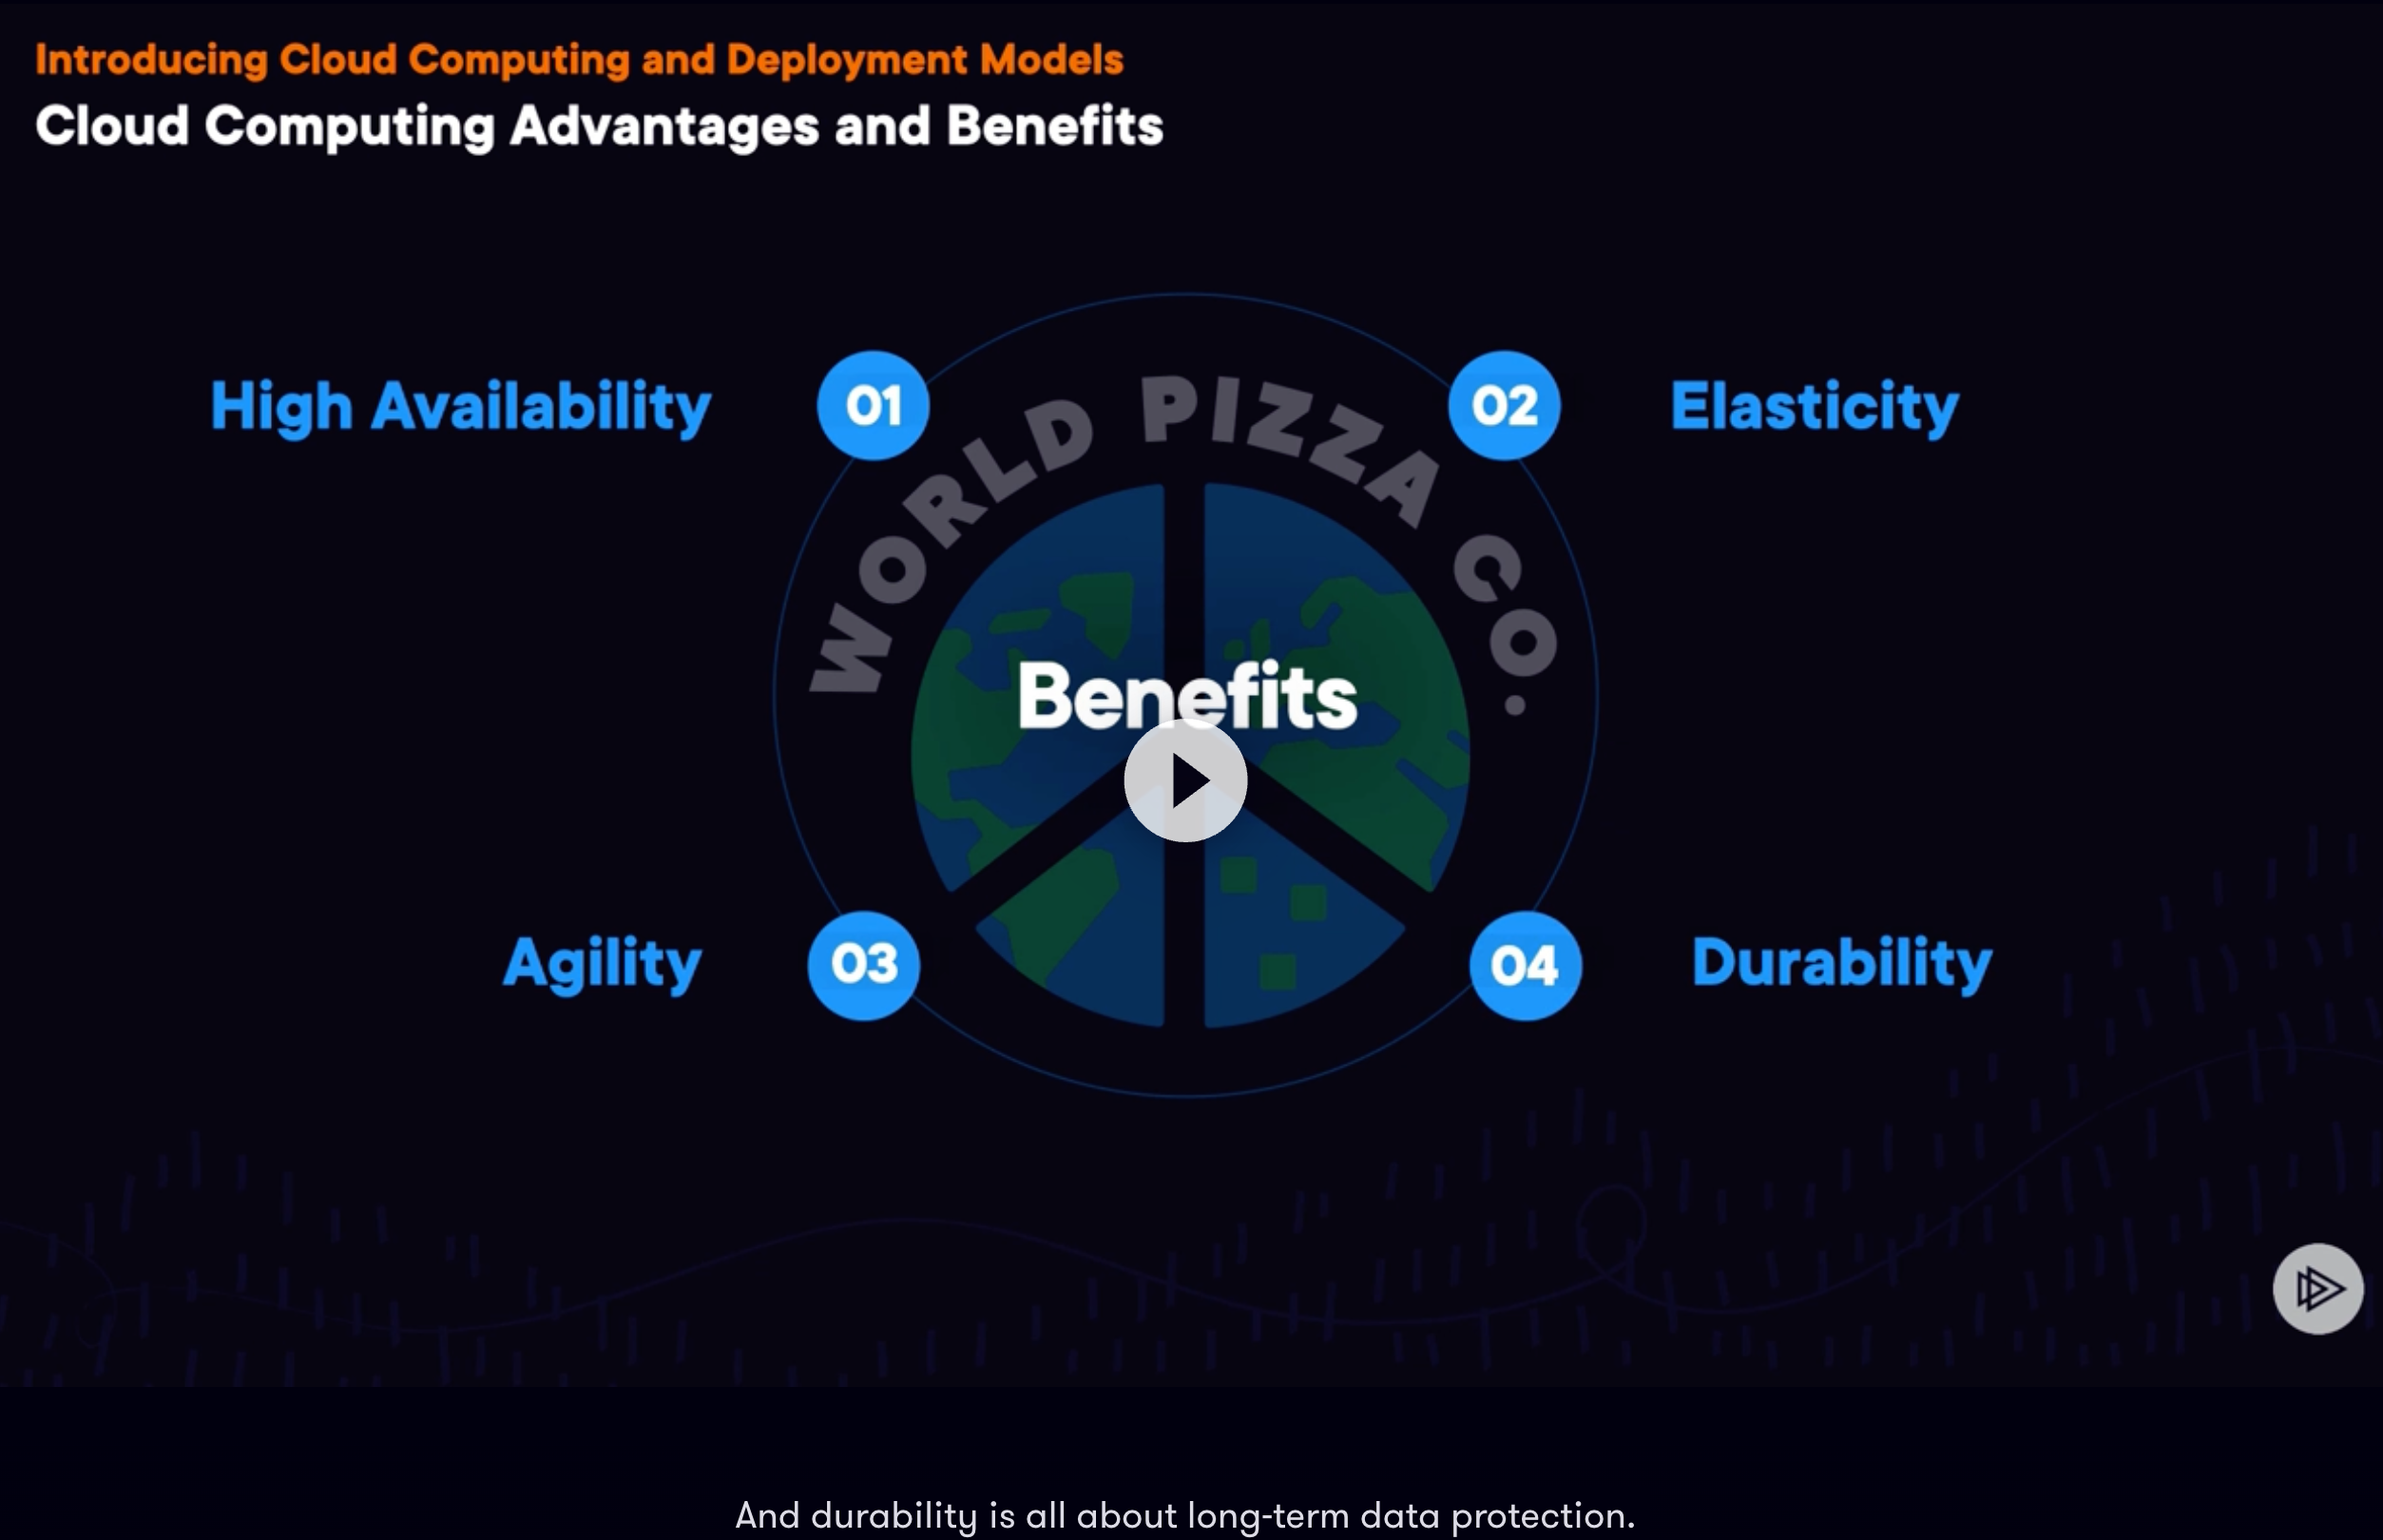 Introducing Cloud Computing and Deployment Models
Cloud Computing Advantages and Benefits
High Availability
01
WORLD PIZZA CO.
02
Elasticity
Benefits
Agility
03
04
Durability
And durability is all about long-term data protection.